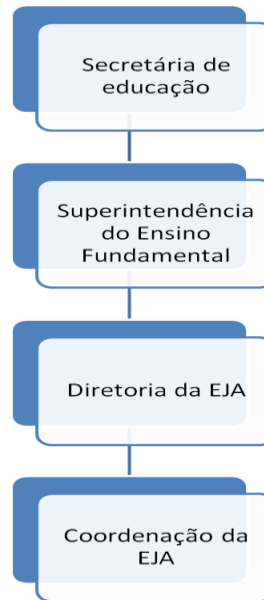 Secretária de
educação
Superintendência
do Ensino
Fundamental
Diretoria da EJA
Coordenação da
EJA